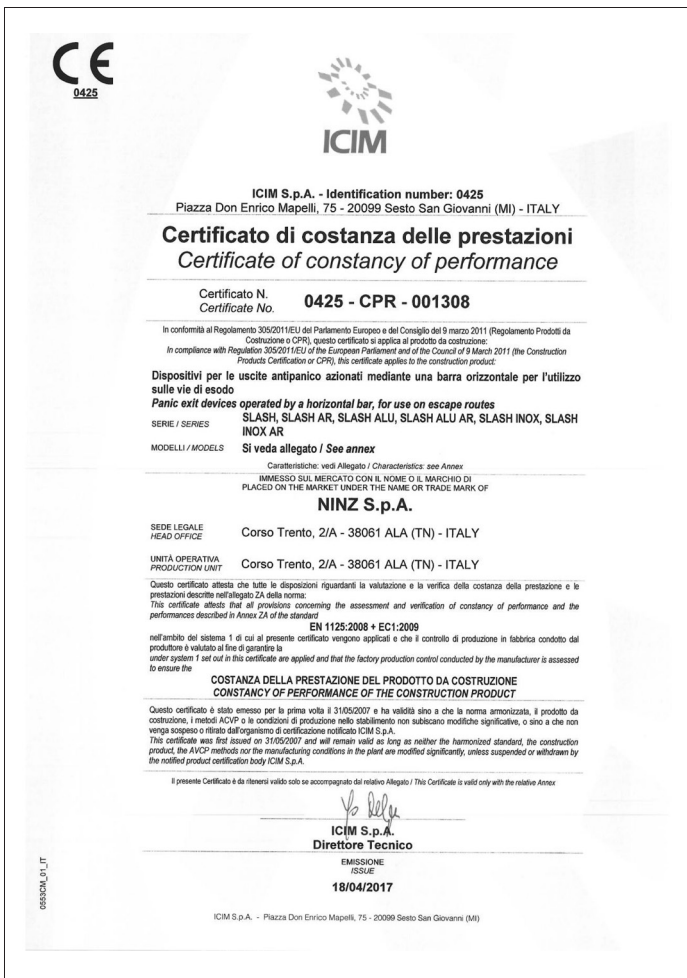 CE
0425
ICIM
ICIM S.p.A. - Identification number: 0425
Piazza Don Enrico Mapelli, 75 - 20099 Sesto San Giovanni (MI) - ITALY
Certificato di costanza delle prestazioni
Certificate of constancy of performance
Certificato N.
Certificate No.
0425 - CPR - 001308
In conformità al Regolamento 305/2011/EU del Parlamento Europeo e del Consiglio del 9 marzo 2011 (Regolamento Prodotti da
Costruzione o CPR), questo certificato si applica al prodotto da costruzione:
In compliance with Regulation 305/2011/EU of the European Parliament and of the Council of 9 March 2011 (the Construction
Products Certification or CPR), this certificate applies to the construction product:
Dispositivi per le uscite antipanico azionati mediante una barra orizzontale per l'utilizzo
sulle vie di esodo
Panic exit devices operated by a horizontal bar, for use on escape routes
SERIE / SERIES
SLASH, SLASH AR, SLASH ALU, SLASH ALU AR, SLASH INOX, SLASH
INOX AR
MODELLI / MODELS
Si veda allegato / See annex
Caratteristiche: vedi Allegato / Characteristics: see Annex
IMMESSO SUL MERCATO CON IL NOME O IL MARCHIO DI
PLACED ON THE MARKET UNDER THE NAME OR TRADE MARK OF
NINZ S.p.A.
SEDE LEGALE
HEAD OFFICE
Corso Trento, 2/A - 38061 ALA (TN) - ITALY
UNITÀ OPERATIVA
PRODUCTION UNIT
Corso Trento, 2/A - 38061 ALA (TN) - ITALY
Questo certificato attesta che tutte le disposizioni riguardanti la valutazione e la verifica della costanza della prestazione e le
prestazioni descritte nell'allegato ZA della norma:
This certificate attests that all provisions concerning the assessment and verification of constancy of performance and the
performances described in Annex ZA of the standard
EN 1125:2008 + EC1:2009
nell'ambito del sistema 1 di cui al presente certificato vengono applicati e che il controllo di produzione in fabbrica condotto dal
produttore è valutato al fine di garantire la
under system 1 set out in this certificate are applied and that the factory production control conducted by the manufacturer is assessed
to ensure the
COSTANZA DELLA PRESTAZIONE DEL PRODOTTO DA COSTRUZIONE
CONSTANCY OF PERFORMANCE OF THE CONSTRUCTION PRODUCT
Questo certificato è stato emesso per la prima volta il 31/05/2007 e ha validità sino a che la norma armonizzata, il prodotto da
costruzione, i metodi ACVP o le condizioni di produzione nello stabilimento non subiscano modifiche significative, o sino a che non
venga sospeso o ritirato dall'organismo di certificazione notificato ICIM S.p.A.
This certificate was first issued on 31/05/2007 and will remain valid as long as neither the harmonized standard, the construction
product, the AVCP methods nor the manufacturing conditions in the plant are modified significantly, unless suspended or withdrawn by
the notified product certification body ICIM S.p.A.
Il presente Certificato è da ritenersi valido solo se accompagnato dal relativo Allegato / This Certificate is valid only with the relative Annex
ICIM S.p.A.
Direttore Tecnico
EMISSIONE
ISSUE
18/04/2017
0553CM_01_IT
ICIM S.p.A. - Piazza Don Enrico Mapelli, 75 - 20099 Sesto San Giovanni (MI)